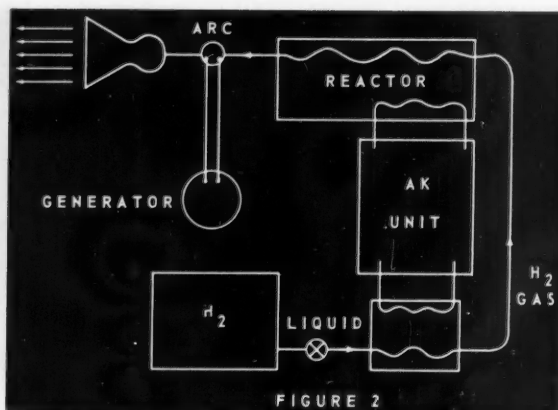 ARC
REACTOR
GENERATOR
AK
UNIT
H2
LIQUID
H2
GAS
FIGURE 2